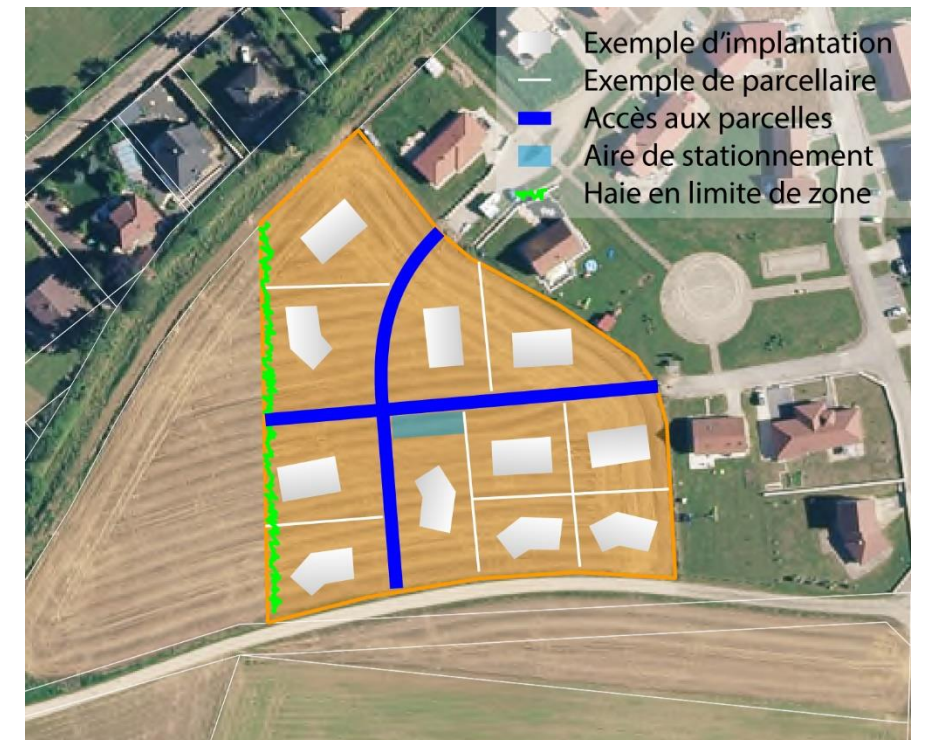 Exemple d'implantation
Exemple de parcellaire
Accès aux parcelles
Aire de stationnement
Haie en limite de zone